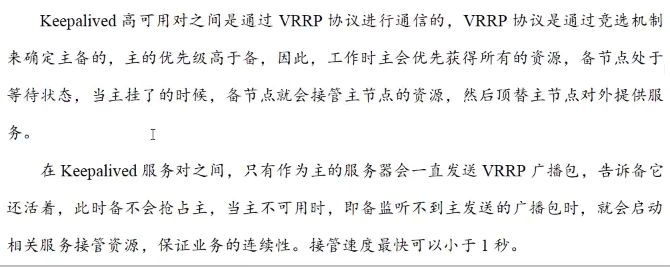 Keepalived 高可用对之间是通过 VRRP 协议进行通信的，VRRP 协议是通过竞选机制
来确定主备的，主的优先级高于备，因此，工作时主会优先获得所有的资源，备节点处于
等待状态，当主挂了的时候，备节点就会接管主节点的资源，然后顶替主节点对外提供服
务。
在 Keepalived 服务对之间，只有作为主的服务器会一直发送 VRRP 广播包，告诉备它
还活着，此时备不会抢占主，当主不可用时，即备监听不到主发送的广播包时，就会启动
相关服务接管资源，保证业务的连续性。接管速度最快可以小于 1 秒。